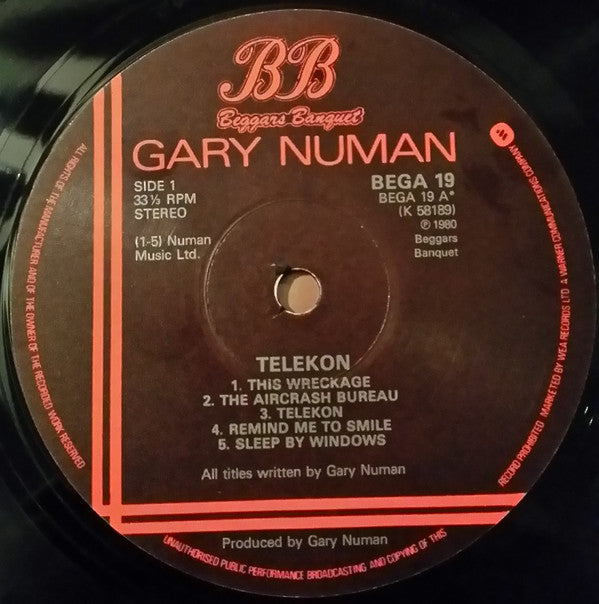 BB
Beggars Banquet
GARY NUMAN
SIDE 1
33⅓ RPM
STEREO
(1-5) Numan
Music Ltd.
BEGA 19
BEGA 19 A*
(K 58189)
℗ 1980
Beggars
Banquet
TELEKON
1. THIS WRECKAGE
2. THE AIRCRASH BUREAU
3. TELEKON
4. REMIND ME TO SMILE
5. SLEEP BY WINDOWS
All titles written by Gary Numan
Produced by Gary Numan
ALL RIGHTS OF THE MANUFACTURER AND OF THE OWNER OF THE RECORDED WORK RESERVED
UNAUTHORISED PUBLIC PERFORMANCE BROADCASTING AND COPYING OF THIS
RECORD PROHIBITED MARKETED BY WEA RECORDS LTD A WARNER COMMUNICATIONS COMPANY